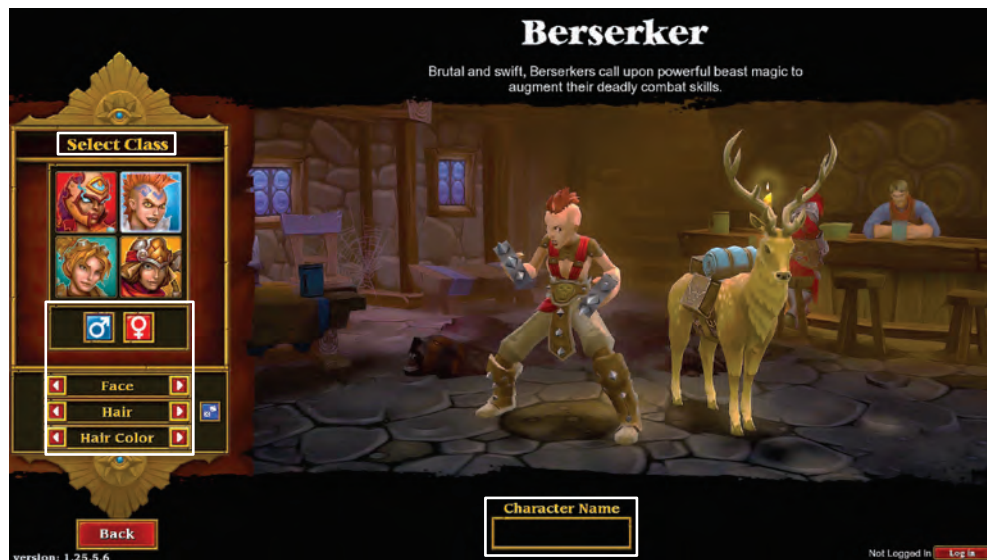 Berserker
Brutal and swift, Berserkers call upon powerful beast magic to
augment their deadly combat skills.
Select Class
Face
Hair
Hair Color
Character Name
Back
version: 1.25.5.6
Not Logged In Log In